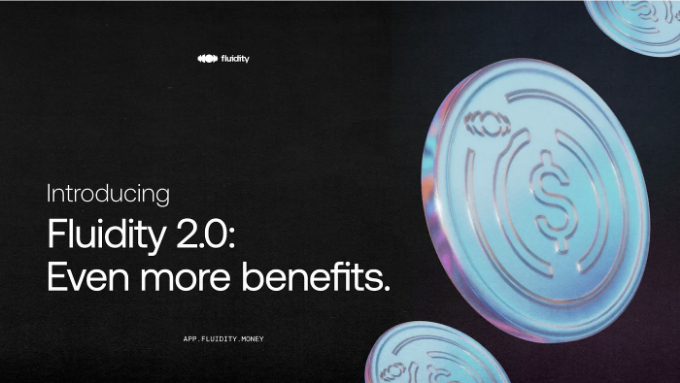 fluidity
Introducing
Fluidity 2.0:
Even more benefits.
APP.FLUIDITY.MONEY
$